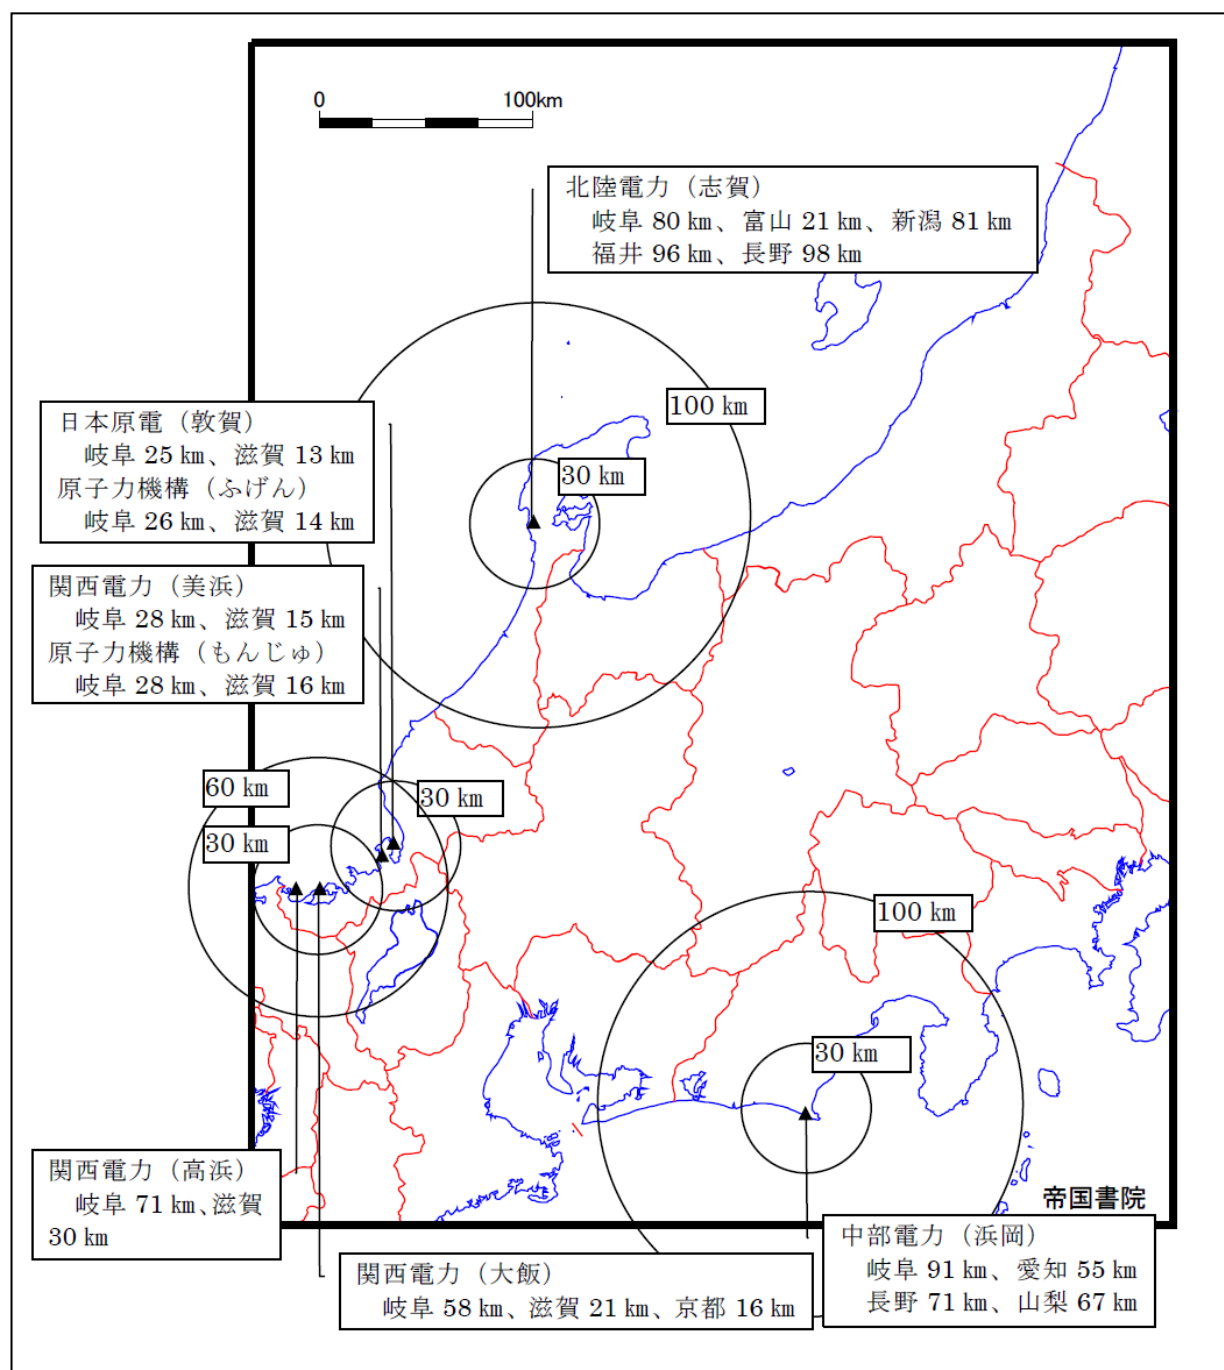 0 100km
北陸電力（志賀）
岐阜 80 ㎞、富山 21 ㎞、新潟 81 ㎞
福井 96 ㎞、長野 98 ㎞
100 ㎞
日本原電（敦賀）
岐阜 25 ㎞、滋賀 13 ㎞
原子力機構（ふげん）
岐阜 26 ㎞、滋賀 14 ㎞
30 ㎞
関西電力（美浜）
岐阜 28 ㎞、滋賀 15 ㎞
原子力機構（もんじゅ）
岐阜 28 ㎞、滋賀 16 ㎞
60 ㎞
30 ㎞
30 ㎞
100 ㎞
30 ㎞
関西電力（高浜）
岐阜 71 ㎞、滋賀
30 ㎞
帝国書院
関西電力（大飯）
岐阜 58 ㎞、滋賀 21 ㎞、京都 16 ㎞
中部電力（浜岡）
岐阜 91 ㎞、愛知 55 ㎞
長野 71 ㎞、山梨 67 ㎞